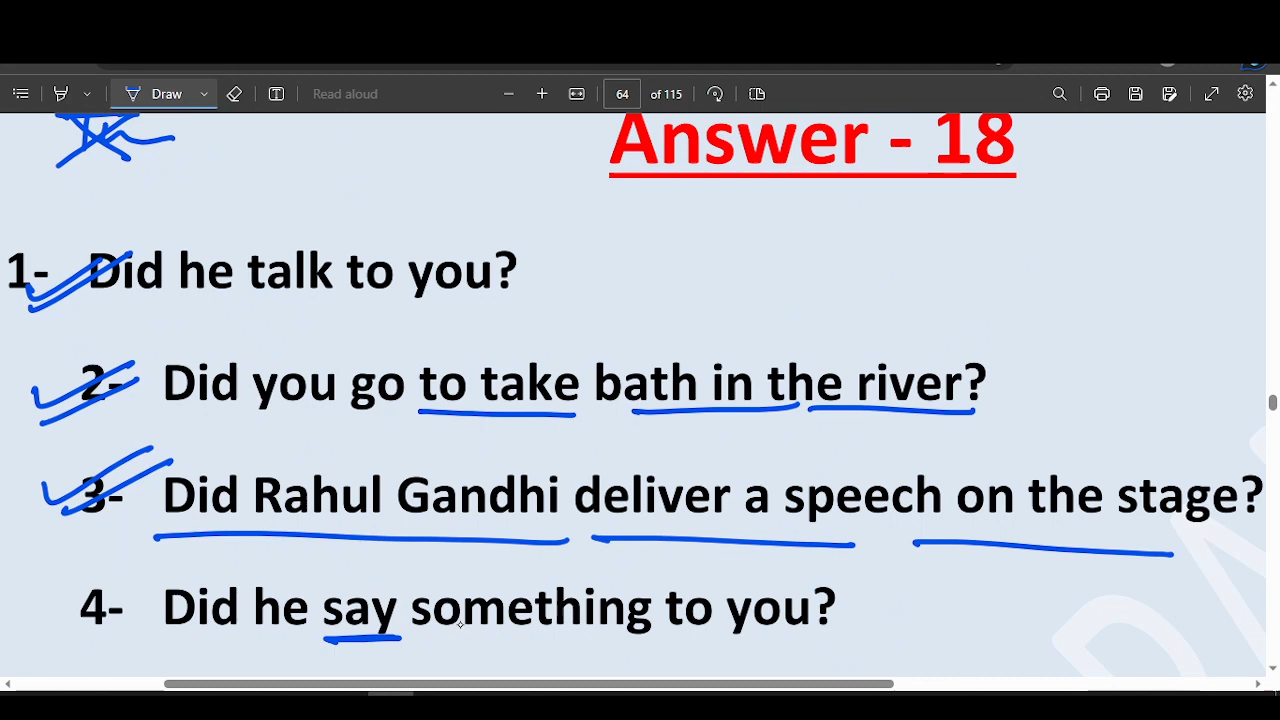 Draw
Read aloud
64 of 115
Answer - 18
1- Did he talk to you?
2- Did you go to take bath in the river?
3- Did Rahul Gandhi deliver a speech on the stage?
4- Did he say something to you?